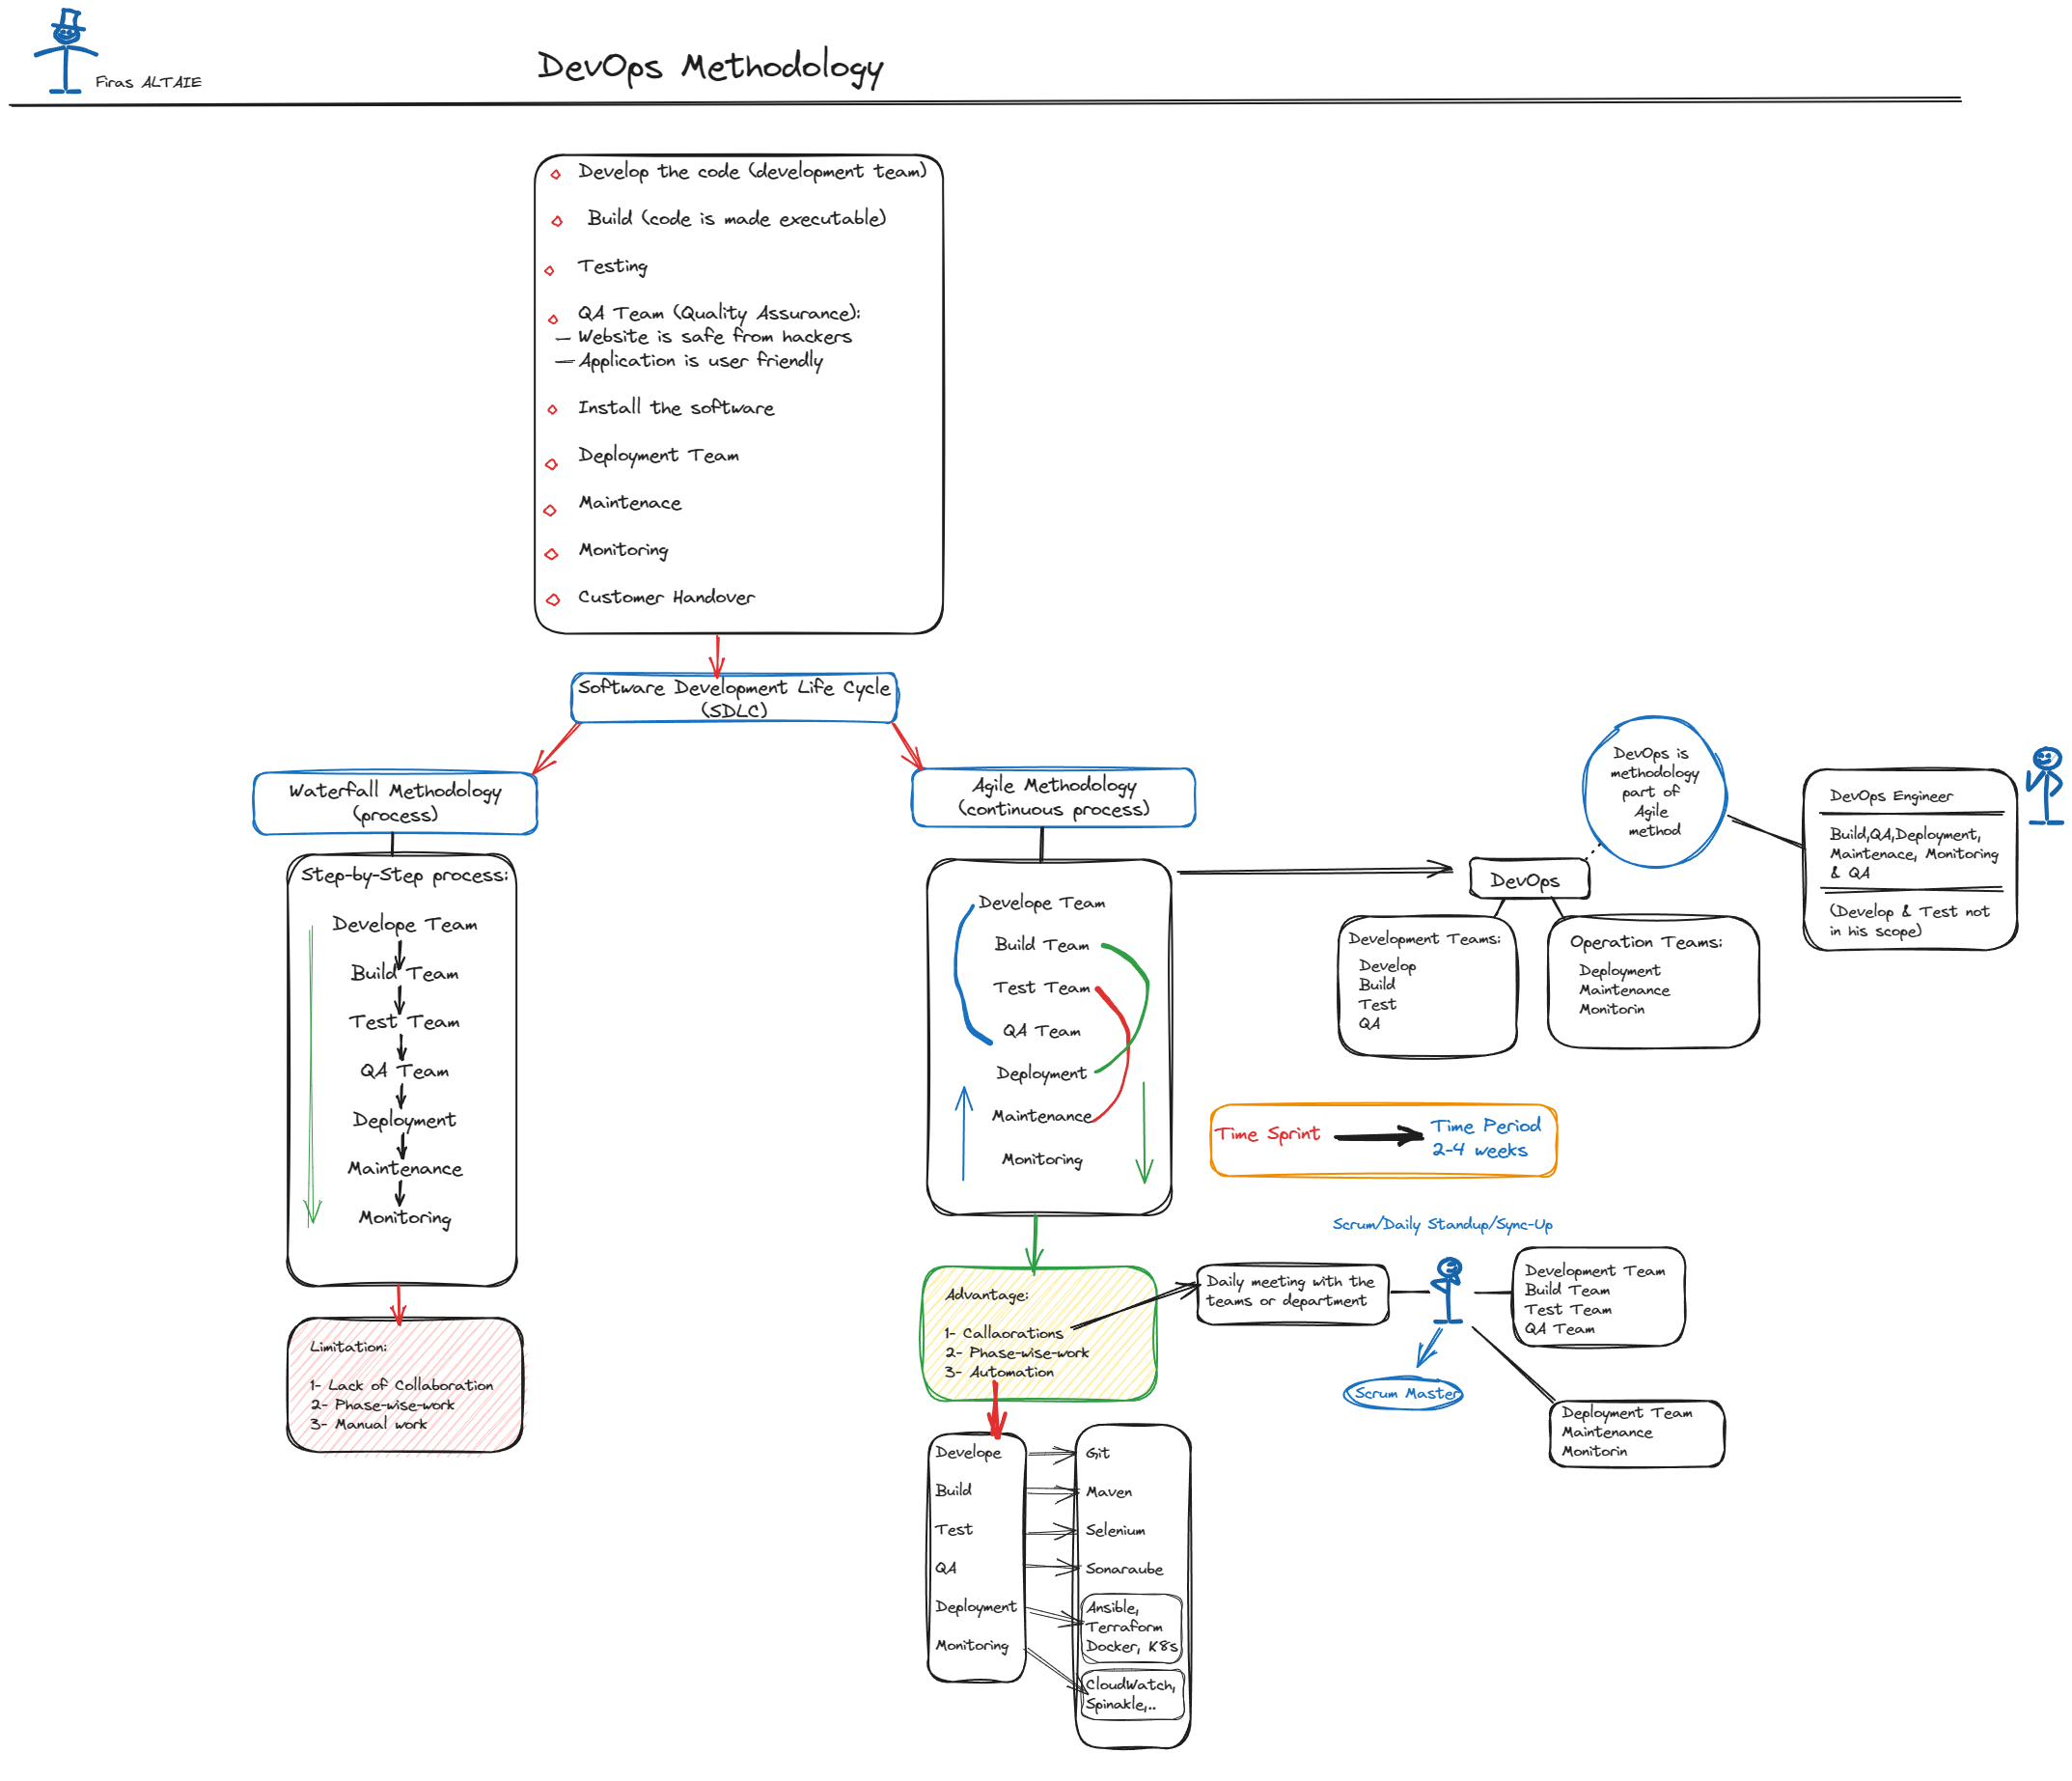 Firas ALTAIE
DevOps Methodology
Develop the code (development team)
Build (code is made executable)
Testing
QA Team (Quality Assurance):
— Website is safe from hackers
— Application is user friendly
Install the software
Deployment Team
Maintenace
Monitoring
Customer Handover
Software Development Life Cycle
(SDLC)
Waterfall Methodology
(process)
Step-by-Step process:
Develope Team
Build Team
Test Team
QA Team
Deployment
Maintenance
Monitoring
Limitation:
1- Lack of Collaboration
2- Phase-wise-work
3- Manual work
Agile Methodology
(continuous process)
Develope Team
Build Team
Test Team
QA Team
Deployment
Maintenance
Monitoring
DevOps is
methodology
part of
Agile
method
DevOps Engineer
Build,QA,Deployment,
Maintenace, Monitoring
& QA
(Develop & Test not
in his scope)
DevOps
Development Teams:
Develop
Build
Test
QA
Operation Teams:
Deployment
Maintenance
Monitorin
Time Sprint
Time Period
2-4 weeks
Scrum/Daily Standup/Sync-Up
Advantage:
1- Callaorations
2- Phase-wise-work
3- Automation
Daily meeting with the
teams or department
Scrum Master
Development Team
Build Team
Test Team
QA Team
Deployment Team
Maintenance
Monitorin
Develope
Build
Test
QA
Deployment
Monitoring
Git
Maven
Selenium
Sonaraube
Ansible,
Terraform
Docker, K8s
CloudWatch,
Spinakle,..